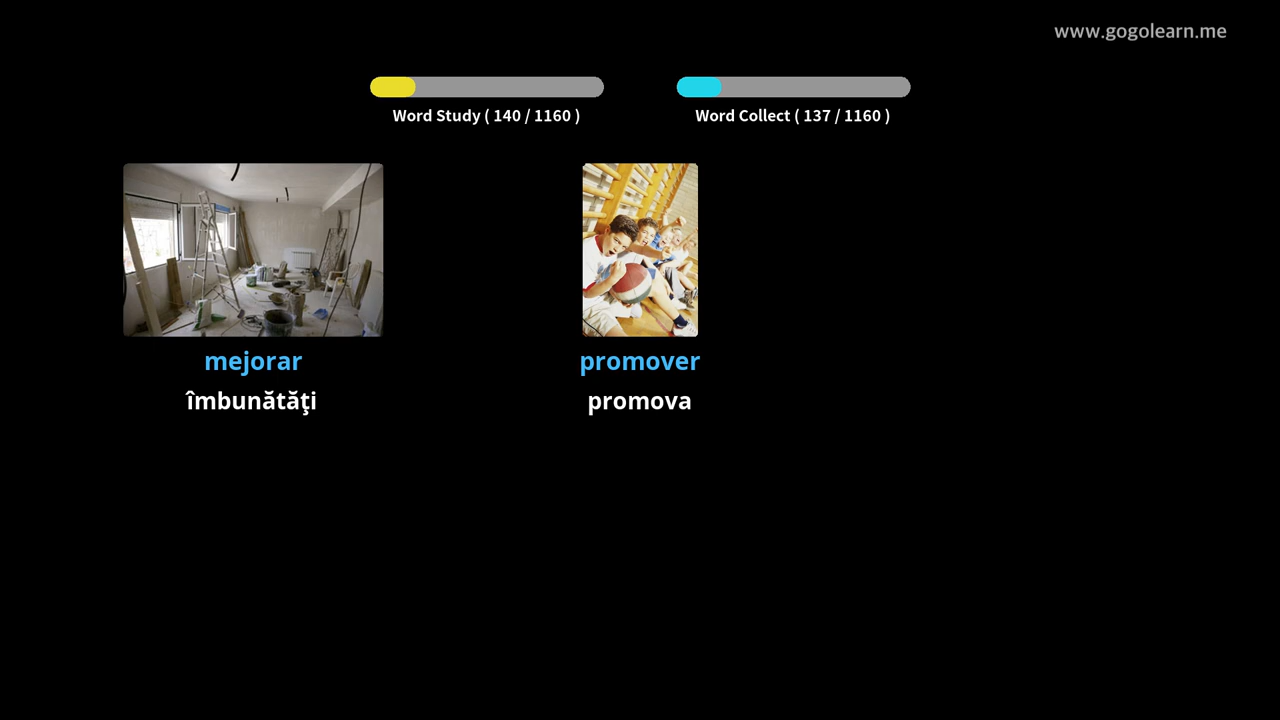 www.gogolearn.me
Word Study ( 140 / 1160 )
Word Collect ( 137 / 1160 )
mejorar
promover
îmbunătăţi
promova